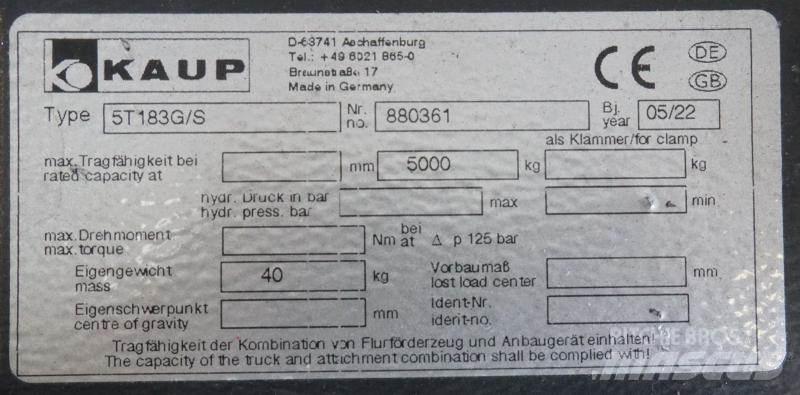 KAUP
D-63741 Aschaffenburg
Tel.: +49 6021 865-0
Braunstraße 17
Made in Germany
CE
DE
GB
Type 5T183G/S Nr. no. 880361 Bj. year 05/22
als Klammer/for clamp
max. Tragfähigkeit bei rated capacity at mm 5000 kg kg
hydr. Druck in bar hydr. press. bar max min
max. Drehmoment max. torque Nm bei at Δ p 125 bar
Eigengewicht mass 40 kg Vorbaumaß lost load center mm
Eigenschwerpunkt centre of gravity mm Ident-Nr. ident-no.
Tragfähigkeit der Kombination von Flurförderzeug und Anbaugerät einhalten!
The capacity of the truck and attachment combination shall be complied with!
RITCHIE BROS
MASCUS